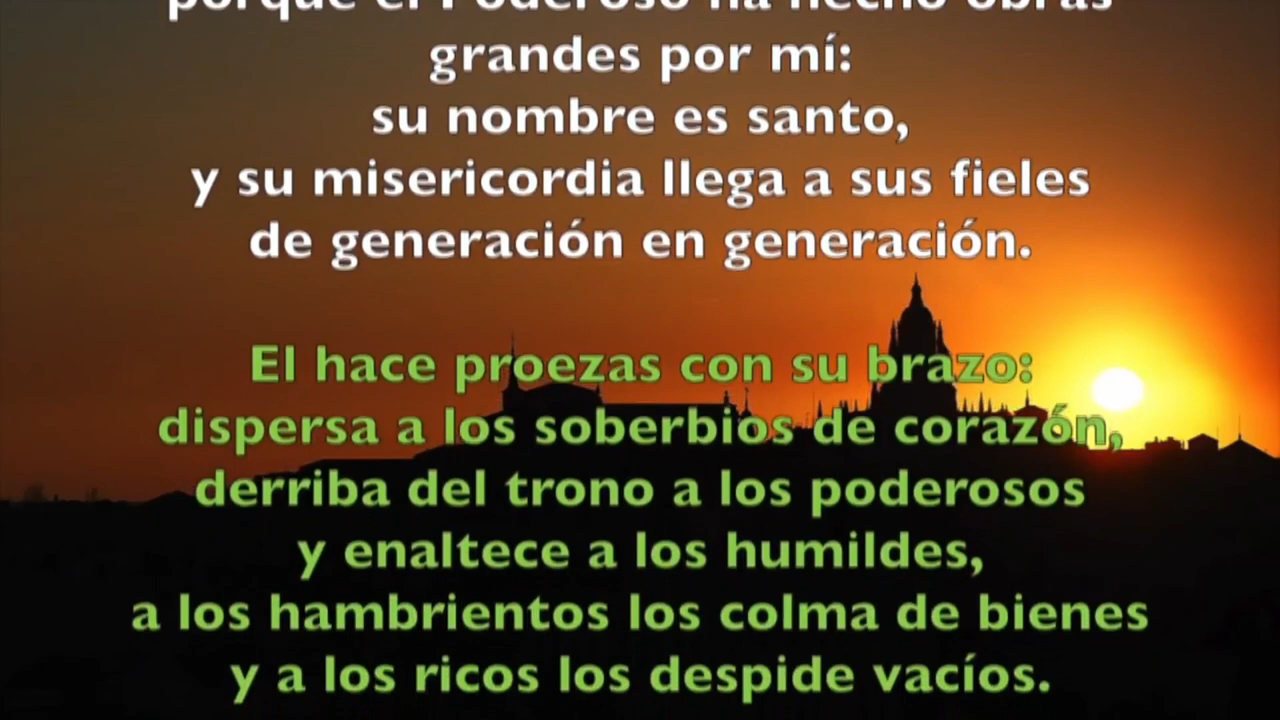 porque el Poderoso ha hecho obras
grandes por mí:
su nombre es santo,
y su misericordia llega a sus fieles
de generación en generación.
El hace proezas con su brazo:
dispersa a los soberbios de corazón,
derriba del trono a los poderosos
y enaltece a los humildes,
a los hambrientos los colma de bienes
y a los ricos los despide vacíos.